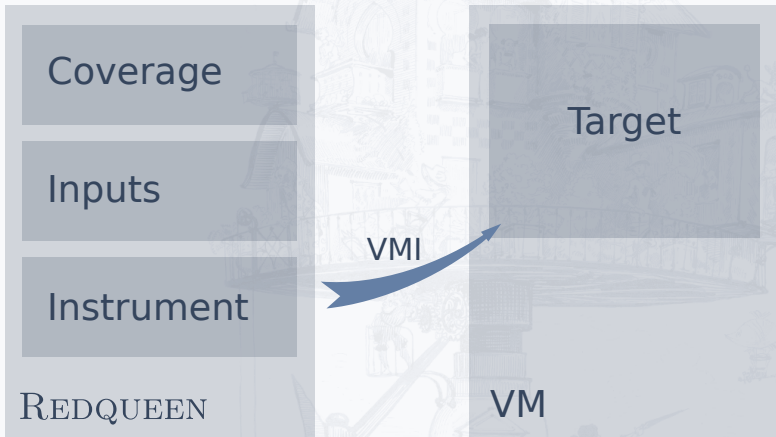 Coverage
Inputs
Instrument
REDQUEEN
VMI
Target
VM